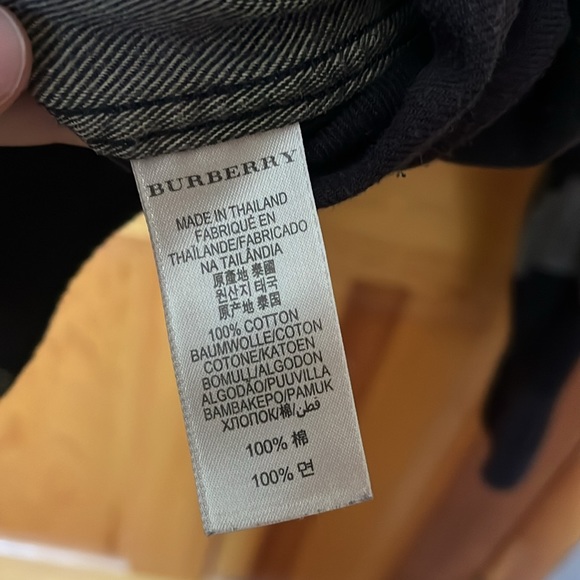 BURBERRY
MADE IN THAILAND
FABRIQUÉ EN
THAÏLANDE/FABRICADO
NA TAILÂNDIA
原產地 泰國
원산지 태국
原产地 泰国
100% COTTON
BAUMWOLLE/COTON
COTONE/KATOEN
BOMULL/ALGODON
ALGODÃO/PUUVILLA
BAMBAKEPO/PAMUK
ХЛОПОК/棉/قطن
100% 棉
100% 면